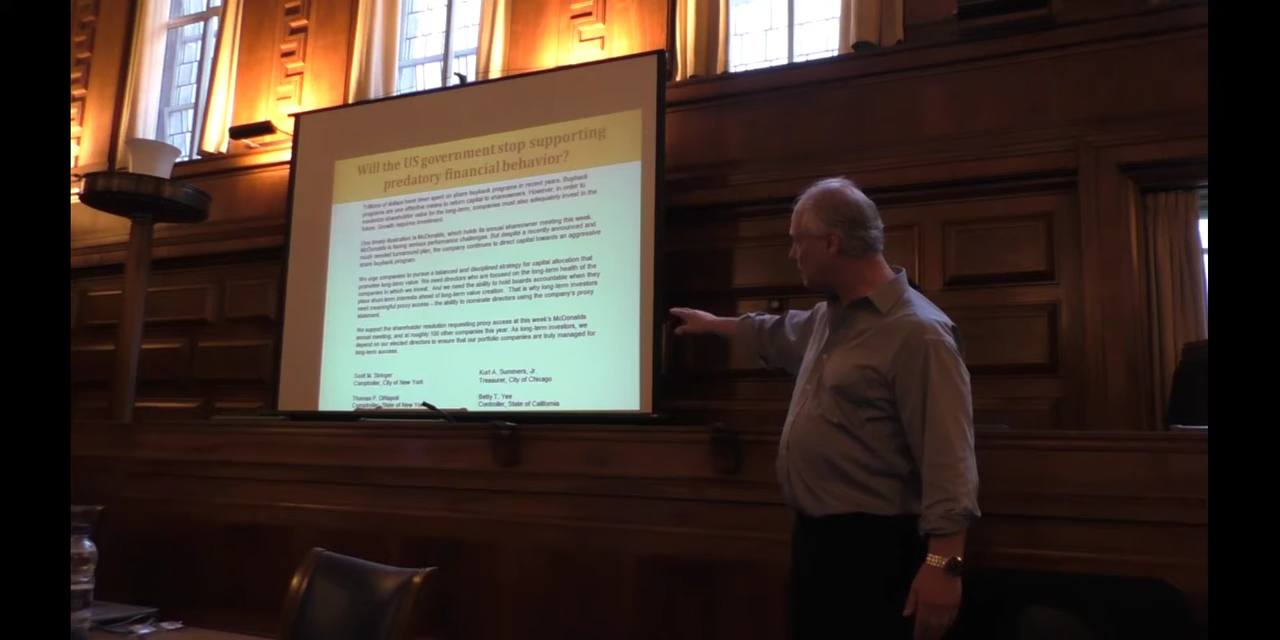 Will the US government stop supporting
predatory financial behavior?
Trillions of dollars have been spent on share buyback programs in recent years. Buyback
programs are one effective means to return capital to shareowners. However, in order to
maximize shareholder value for the long-term, companies must also adequately invest in the
future. Growth requires investment.
One timely illustration is McDonalds, which holds its annual shareowner meeting this week.
McDonalds is facing serious performance challenges. But despite a recently announced and
much needed turnaround plan, the company continues to direct capital towards an aggressive
share buyback program.
We urge companies to pursue a balanced and disciplined strategy for capital allocation that
promotes long-term value. We need directors who are focused on the long-term health of the
companies in which we invest. And we need the ability to hold boards accountable when they
place short-term interests ahead of long-term value creation. That is why long-term investors
need meaningful proxy access – the ability to nominate directors using the company's proxy
statement.
We support the shareholder resolution requesting proxy access at this week's McDonalds
annual meeting, and at roughly 100 other companies this year. As long-term investors, we
depend on our elected directors to ensure that our portfolio companies are truly managed for
long-term success.
Scott M. Stringer
Comptroller, City of New York
Kurt A. Summers, Jr.
Treasurer, City of Chicago
Thomas P. DiNapoli
Comptroller, State of New
Betty T. Yee
Controller, State of California